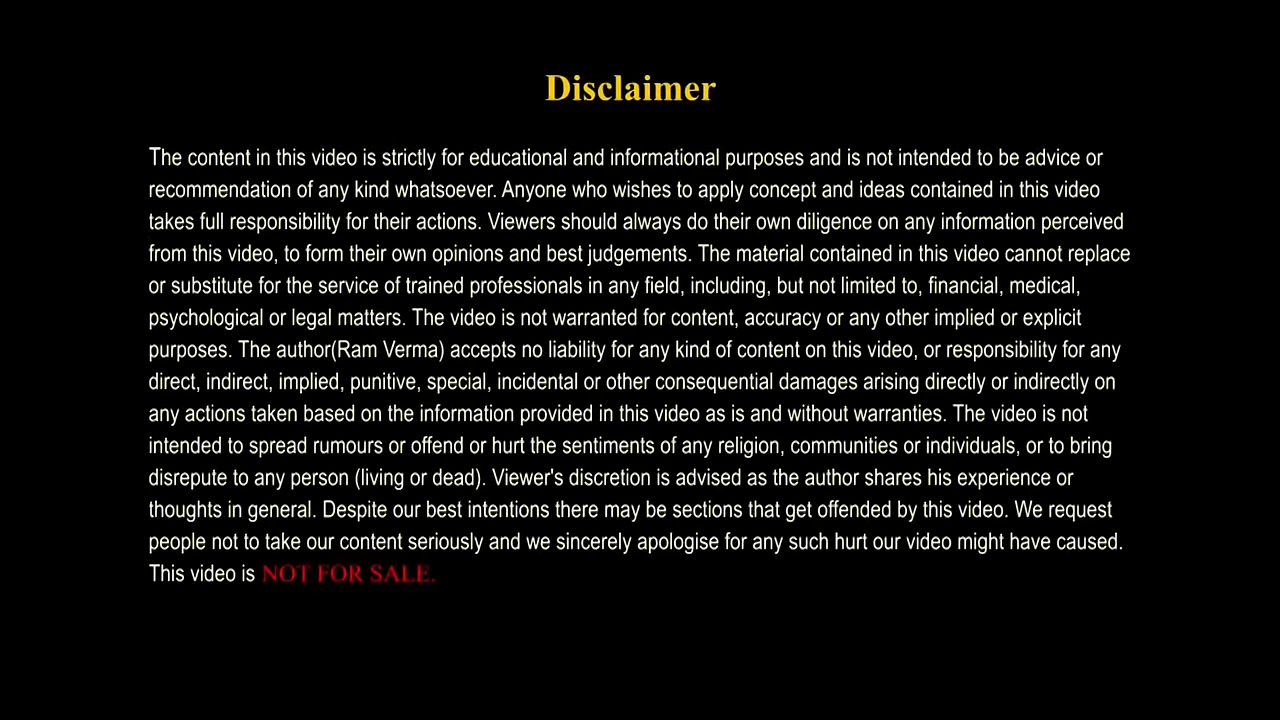 Disclaimer
The content in this video is strictly for educational and informational purposes and is not intended to be advice or
recommendation of any kind whatsoever. Anyone who wishes to apply concept and ideas contained in this video
takes full responsibility for their actions. Viewers should always do their own diligence on any information perceived
from this video, to form their own opinions and best judgements. The material contained in this video cannot replace
or substitute for the service of trained professionals in any field, including, but not limited to, financial, medical,
psychological or legal matters. The video is not warranted for content, accuracy or any other implied or explicit
purposes. The author(Ram Verma) accepts no liability for any kind of content on this video, or responsibility for any
direct, indirect, implied, punitive, special, incidental or other consequential damages arising directly or indirectly on
any actions taken based on the information provided in this video as is and without warranties. The video is not
intended to spread rumours or offend or hurt the sentiments of any religion, communities or individuals, or to bring
disrepute to any person (living or dead). Viewer's discretion is advised as the author shares his experience or
thoughts in general. Despite our best intentions there may be sections that get offended by this video. We request
people not to take our content seriously and we sincerely apologise for any such hurt our video might have caused.
This video is NOT FOR SALE.